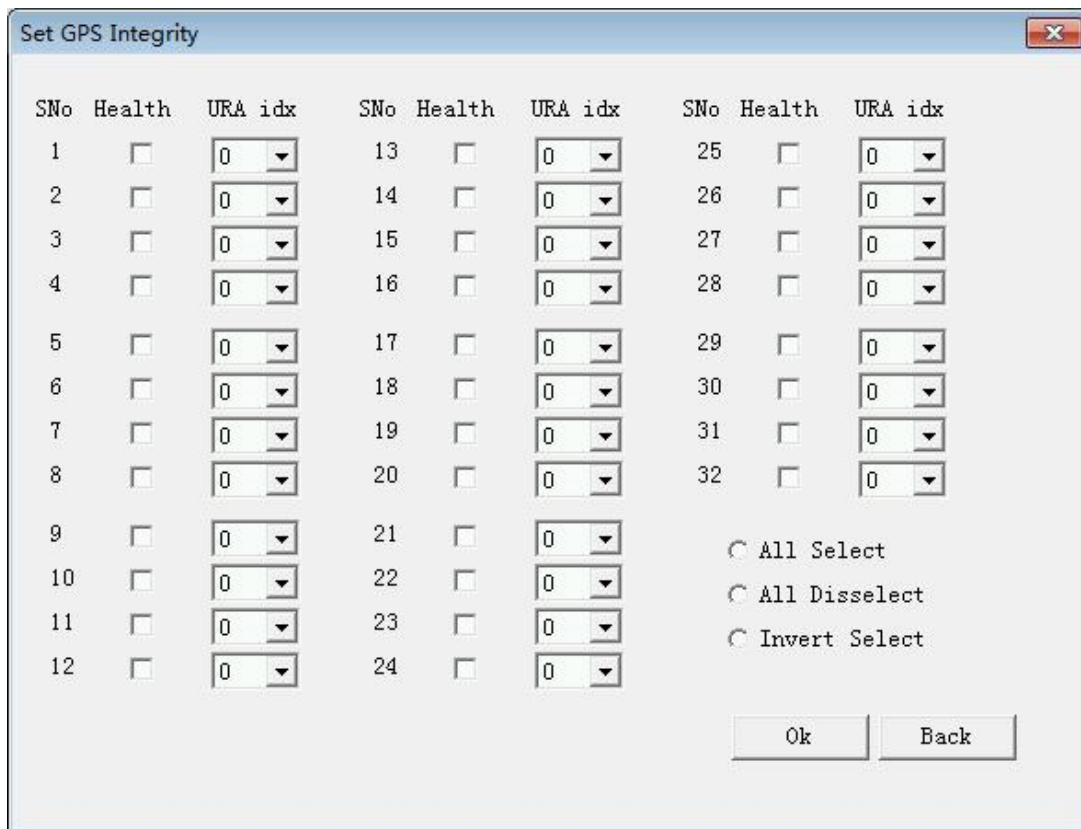 Set GPS Integrity
SNo Health URA idx SNo Health URA idx SNo Health URA idx
1 0 13 0 25 0
2 0 14 0 26 0
3 0 15 0 27 0
4 0 16 0 28 0
5 0 17 0 29 0
6 0 18 0 30 0
7 0 19 0 31 0
8 0 20 0 32 0
9 0 21 0
All Select
10 0 22 0
All Disselect
11 0 23 0
Invert Select
12 0 24 0
Ok Back